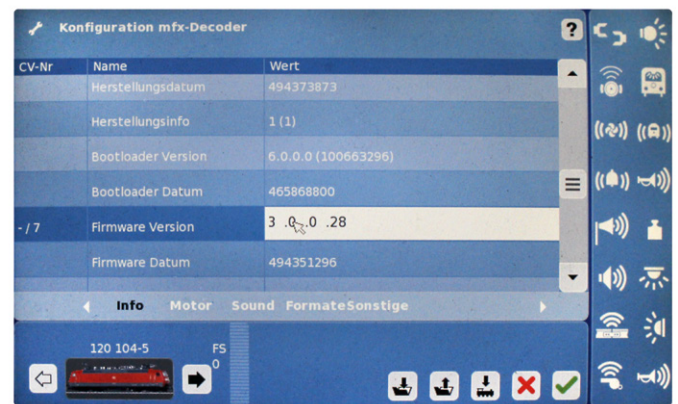 Konfiguration mfx-Decoder
?
CV-Nr Name Wert
Herstellungsdatum 494373873
Herstellungsinfo 1 (1)
Bootloader Version 6.0.0.0 (100663296)
Bootloader Datum 465868800
- / 7 Firmware Version 3 .0 .0 .28
Firmware Datum 494351296
Info Motor Sound Formate Sonstige
120 104-5 FS
0